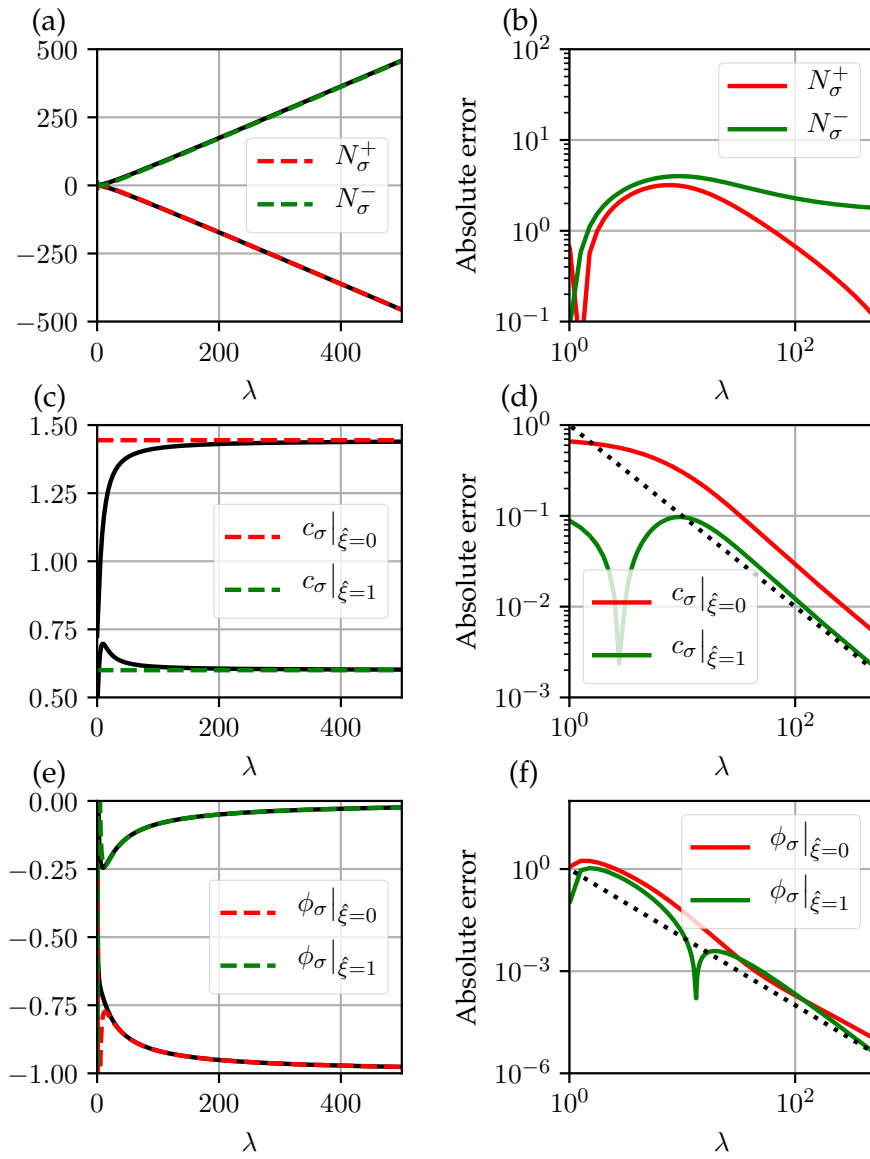 (a)
500
250
0
−250
−500
0
200
400
λ
N_σ^+
N_σ^-
(b)
Absolute error
10^2
10^1
10^0
10^{-1}
10^0
10^2
λ
N_σ^+
N_σ^-
(c)
1.50
1.25
1.00
0.75
0.50
0
200
400
λ
c_σ|_{ξ̂=0}
c_σ|_{ξ̂=1}
(d)
Absolute error
10^0
10^{-1}
10^{-2}
10^{-3}
10^0
10^2
λ
c_σ|_{ξ̂=0}
c_σ|_{ξ̂=1}
(e)
0.00
−0.25
−0.50
−0.75
−1.00
0
200
400
λ
ϕ_σ|_{ξ̂=0}
ϕ_σ|_{ξ̂=1}
(f)
Absolute error
10^0
10^{-3}
10^{-6}
10^0
10^2
λ
ϕ_σ|_{ξ̂=0}
ϕ_σ|_{ξ̂=1}